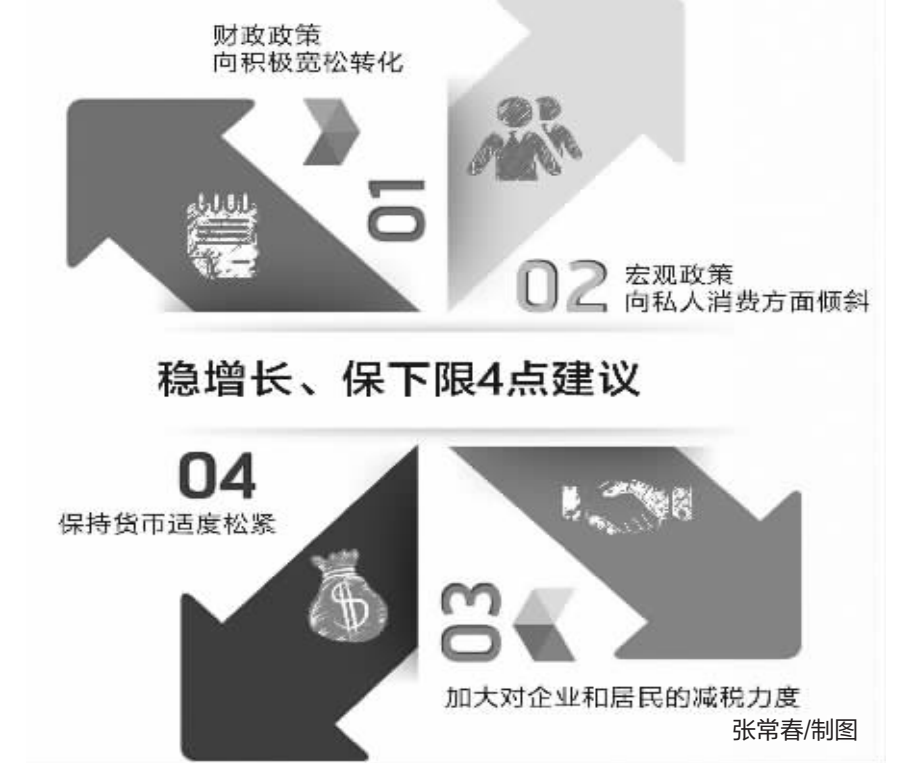 财政政策
向积极宽松转化
01
02
宏观政策
向私人消费方面倾斜
稳增长、保下限4点建议
04
保持货币适度松紧
03
加大对企业和居民的减税力度
张常春/制图